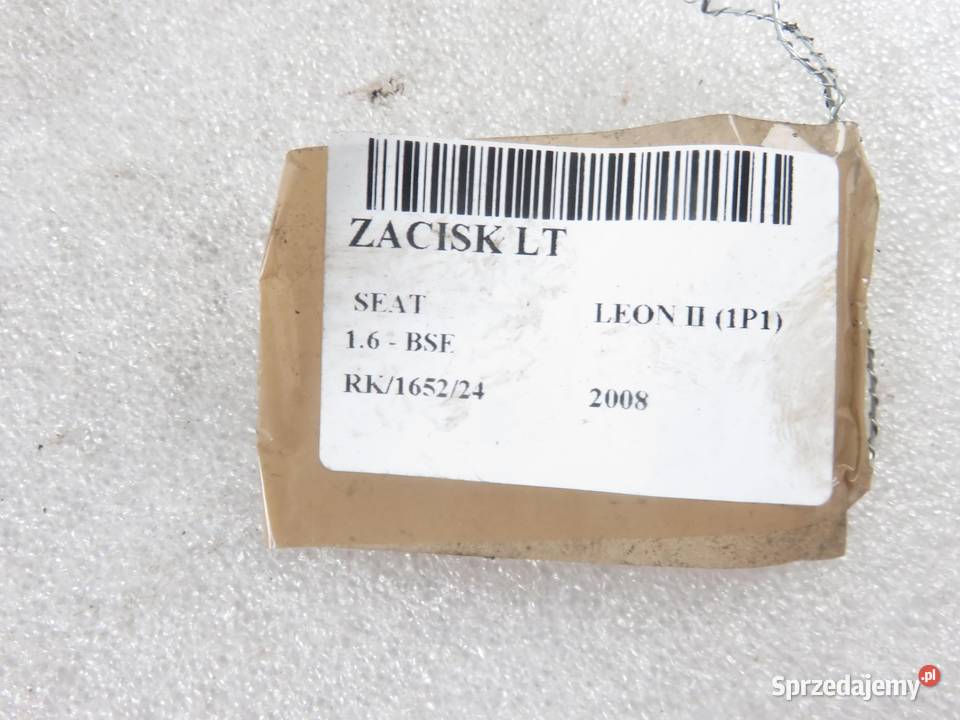 ZACISK LT
SEAT LEON II (1P1)
1.6 - BSE
RK/1652/24 2008
Sprzedajemy.pl